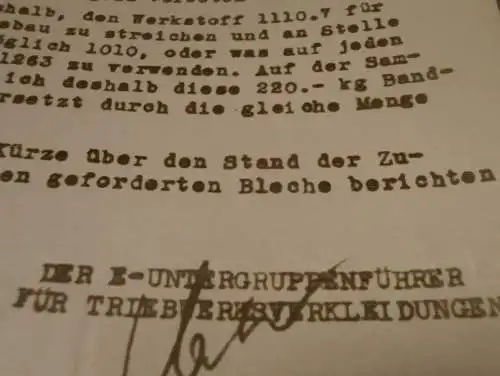 shalb, den Werkstoff 1110.7 für
sbau zu streichen und an Stelle
öglich 1010, oder was auf jeden
1263 zu verwenden. Auf der Sam-
ich deshalb diese 220.- kg Band-
rsetzt durch die gleiche Menge
Kürze über den Stand der Zu-
en geforderten Bleche berichten
DER E-UNTERGRUPPENFÜHRER
FÜR TRIEBWERKSVERKLEIDUNGEN